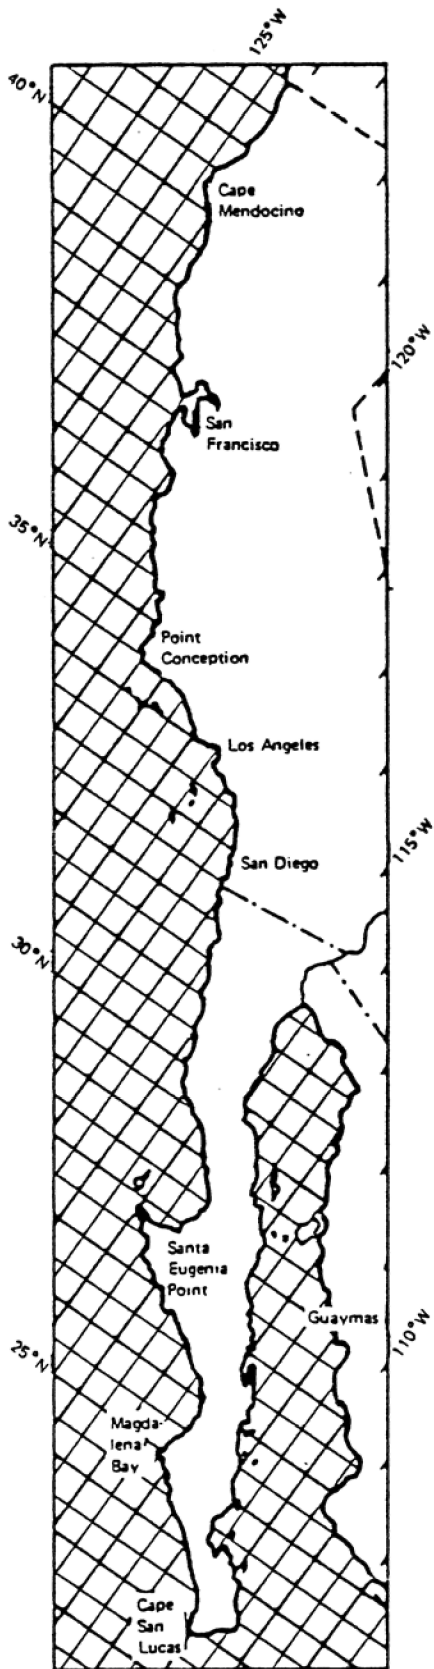 125°W
40°N
Cape
Mendocino
120°W
San
Francisco
35°N
Point
Conception
Los Angeles
115°W
San Diego
30°N
Santa
Eugenia
Point
Guaymas
110°W
25°N
Magda-
lena
Bay
Cape
San
Lucas